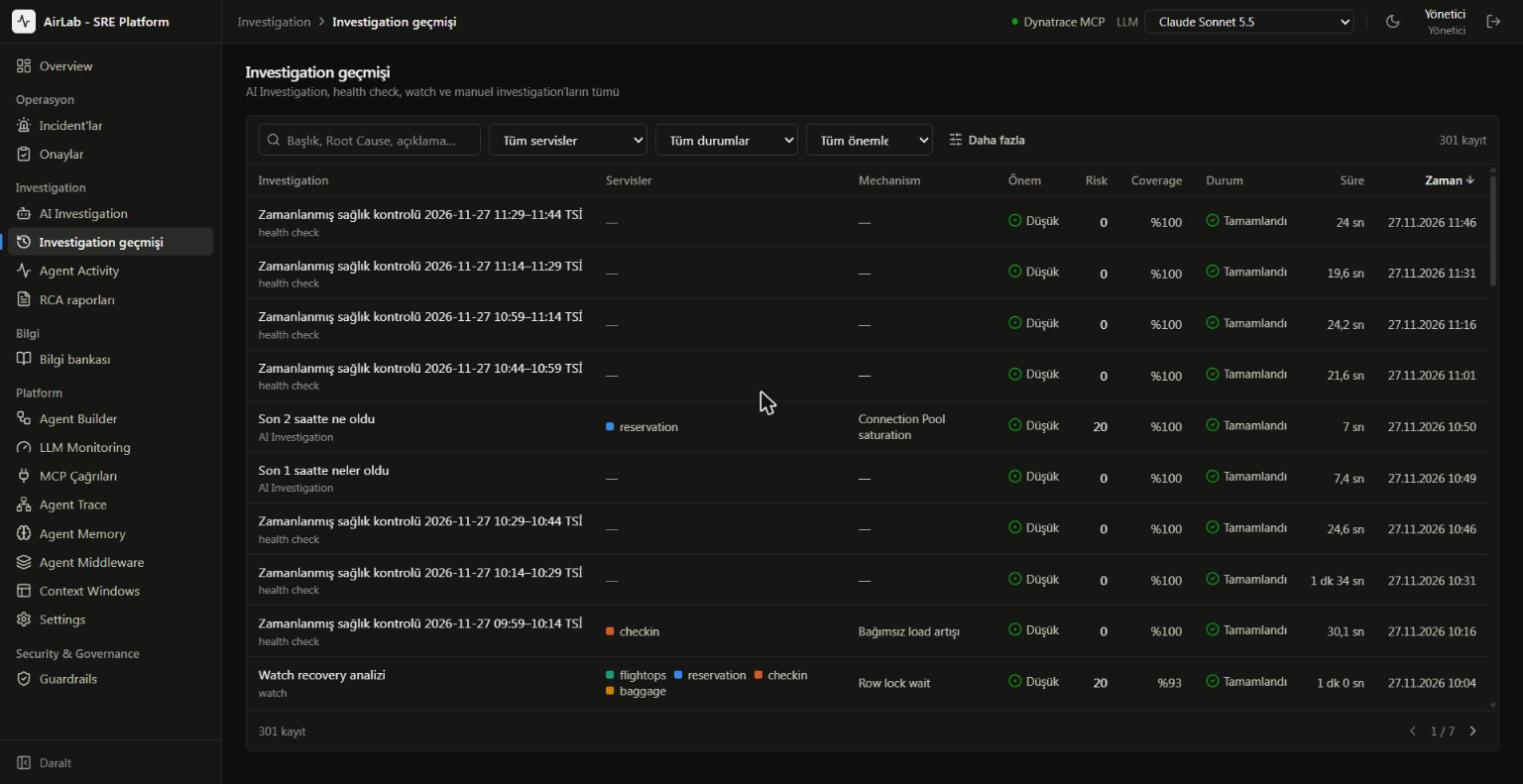 AirLab - SRE Platform
Investigation > Investigation geçmişi
Dynatrace MCP LLM Claude Sonnet 5.5
Yönetici
Yönetici
Overview
Operasyon
Incident'lar
Onaylar
Investigation
AI Investigation
Investigation geçmişi
Agent Activity
RCA raporları
Bilgi
Bilgi bankası
Platform
Agent Builder
LLM Monitoring
MCP Çağrıları
Agent Trace
Agent Memory
Agent Middleware
Context Windows
Settings
Security & Governance
Guardrails
Daralt
Investigation geçmişi
AI Investigation, health check, watch ve manuel investigation'ların tümü
Başlık, Root Cause, açıklama... Tüm servisler Tüm durumlar Tüm önemle Daha fazla 301 kayıt
Investigation Servisler Mechanism Önem Risk Coverage Durum Süre Zaman ↓
Zamanlanmış sağlık kontrolü 2026-11-27 11:29–11:44 TSİ — — Düşük 0 %100 Tamamlandı 24 sn 27.11.2026 11:46
health check
Zamanlanmış sağlık kontrolü 2026-11-27 11:14–11:29 TSİ — — Düşük 0 %100 Tamamlandı 19,6 sn 27.11.2026 11:31
health check
Zamanlanmış sağlık kontrolü 2026-11-27 10:59–11:14 TSİ — — Düşük 0 %100 Tamamlandı 24,2 sn 27.11.2026 11:16
health check
Zamanlanmış sağlık kontrolü 2026-11-27 10:44–10:59 TSİ — — Düşük 0 %100 Tamamlandı 21,6 sn 27.11.2026 11:01
health check
Son 2 saatte ne oldu reservation Connection Pool saturation Düşük 20 %100 Tamamlandı 7 sn 27.11.2026 10:50
AI Investigation
Son 1 saatte neler oldu — — Düşük 0 %100 Tamamlandı 7,4 sn 27.11.2026 10:49
AI Investigation
Zamanlanmış sağlık kontrolü 2026-11-27 10:29–10:44 TSİ — — Düşük 0 %100 Tamamlandı 24,6 sn 27.11.2026 10:46
health check
Zamanlanmış sağlık kontrolü 2026-11-27 10:14–10:29 TSİ — — Düşük 0 %100 Tamamlandı 1 dk 34 sn 27.11.2026 10:31
health check
Zamanlanmış sağlık kontrolü 2026-11-27 09:59–10:14 TSİ checkin Bağımsız load artışı Düşük 0 %100 Tamamlandı 30,1 sn 27.11.2026 10:16
health check
Watch recovery analizi flightops reservation checkin baggage Row lock wait Düşük 20 %93 Tamamlandı 1 dk 0 sn 27.11.2026 10:04
watch
301 kayıt 1 / 7